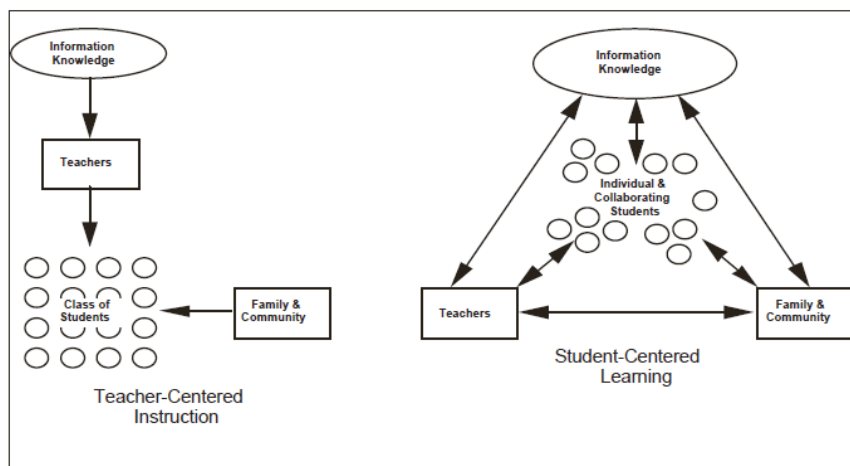 Information
Knowledge
Teachers
Class of
Students
Family &
Community
Teacher-Centered
Instruction
Information
Knowledge
Individual &
Collaborating
Students
Teachers
Family &
Community
Student-Centered
Learning